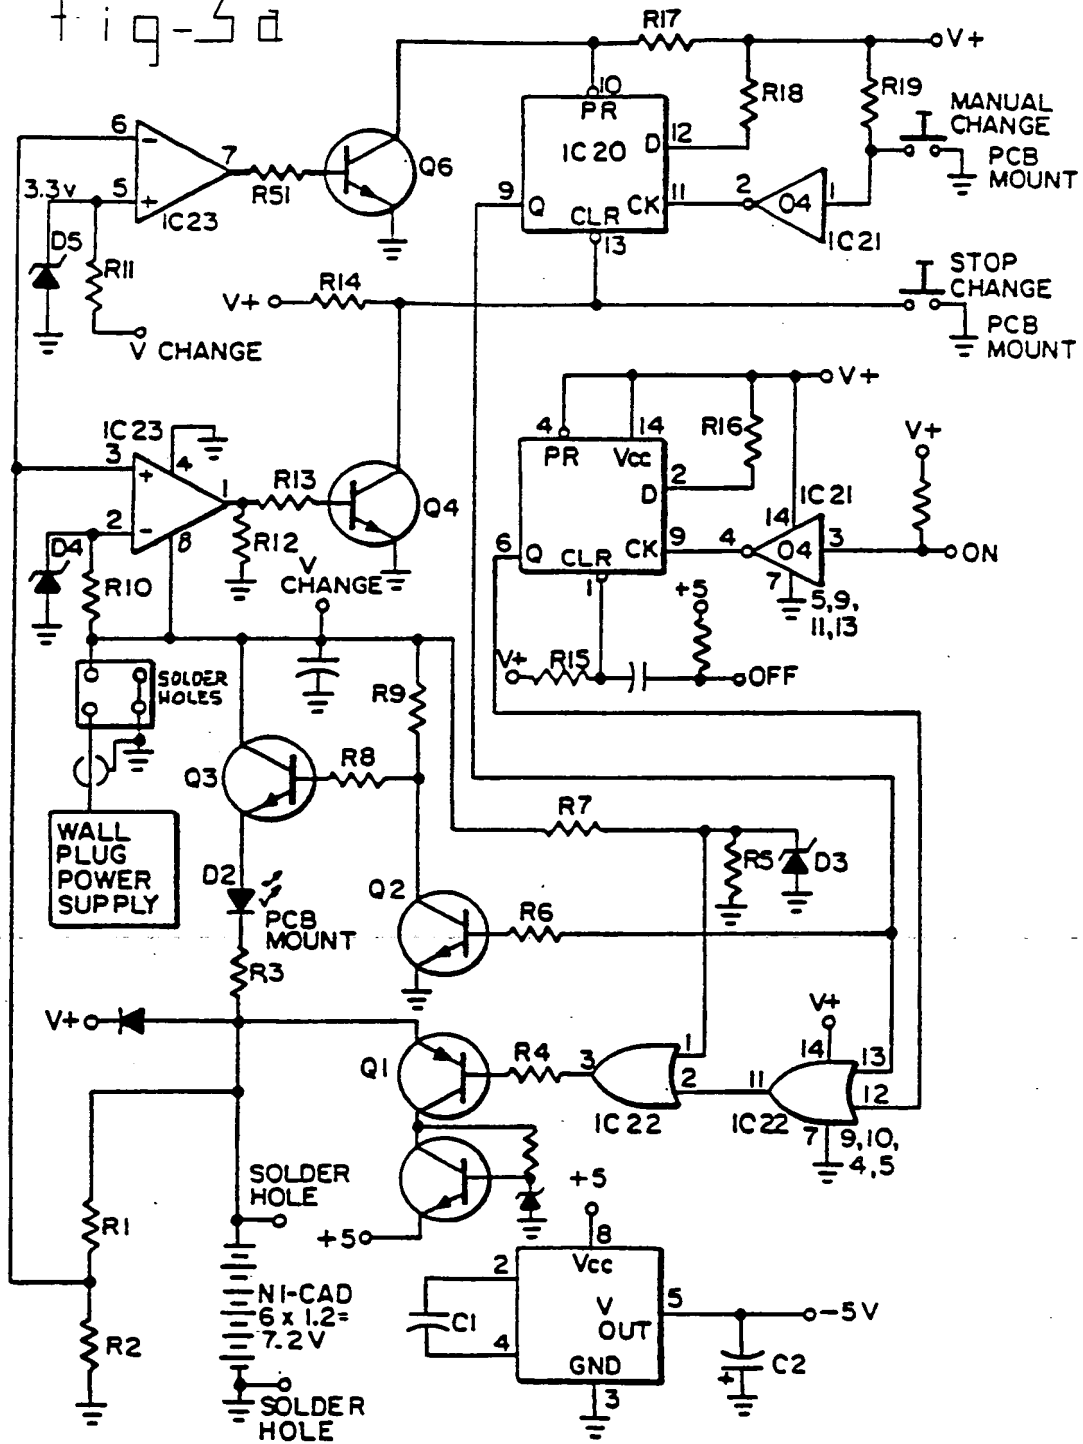 fig-5a
R17
V+
10
PR
R18
R19
MANUAL
CHANGE
PCB
MOUNT
6
-
7
5
+
3.3v
IC23
R51
Q6
IC20
D
12
9
Q
CK
11
CLR
13
2
04
1
IC21
D5
R11
V CHANGE
V+
R14
STOP
CHANGE
PCB
MOUNT
V+
4
14
PR
Vcc
R16
V+
D
2
IC21
14
6
Q
CK
9
4
04
3
ON
CLR
1
7
5,9,
11,13
+5
V+
R15
OFF
IC23
3
+
4
1
R13
Q4
2
-
8
R12
D4
R10
V
CHANGE
SOLDER
HOLES
R9
Q3
R8
WALL
PLUG
POWER
SUPPLY
R7
R5
D3
D2
PCB
MOUNT
Q2
R6
R3
V+
V+
Q1
R4
3
1
2
IC22
11
14
13
12
IC22
7
9,10,
4,5
SOLDER
HOLE
+5
+5
R1
NI-CAD
6 x 1.2=
7.2V
R2
SOLDER
HOLE
2
8
Vcc
C1
V
OUT
5
-5V
4
GND
3
+
C2